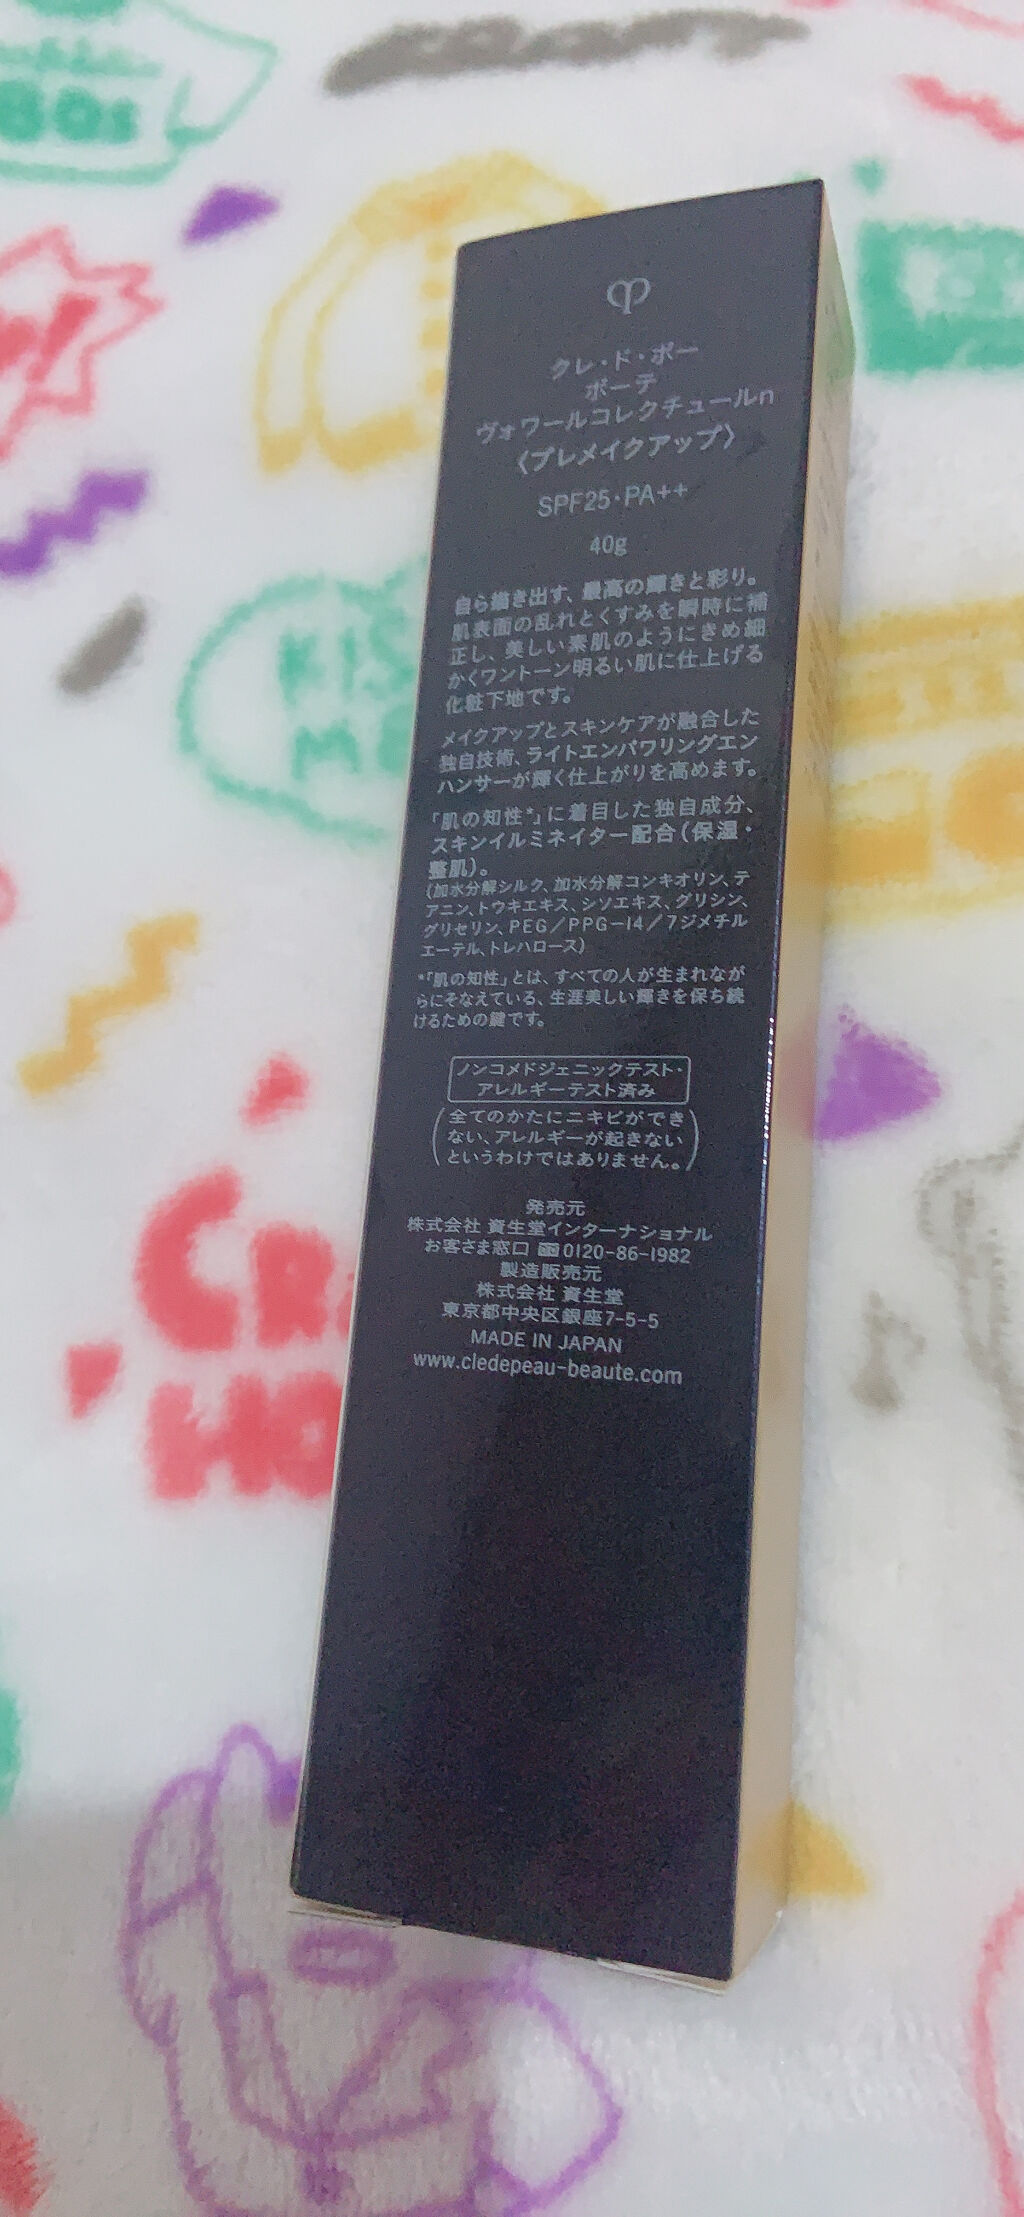 クレ・ド・ポー
ボーテ
ヴォワールコレクチュールn
〈プレメイクアップ〉
SPF25・PA++
40g
自ら描き出す、最高の輝きと彩り。
肌表面の乱れとくすみを瞬時に補
正し、美しい素肌のようにきめ細
かくワントーン明るい肌に仕上げる
化粧下地です。
メイクアップとスキンケアが融合した
独自技術、ライトエンパワリングエン
ハンサーが輝く仕上がりを高めます。
「肌の知性*」に着目した独自成分、
スキンイルミネイター配合(保湿・
整肌)。
(加水分解シルク、加水分解コンキオリン、テ
アニン、トウキエキス、シソエキス、グリシン、
グリセリン、PEG/PPG-14/7ジメチル
エーテル、トレハロース)
*「肌の知性」とは、すべての人が生まれなが
らにそなえている、生涯美しい輝きを保ち続
けるための鍵です。
ノンコメドジェニックテスト・
アレルギーテスト済み
(全てのかたにニキビができ
ない、アレルギーが起きない
というわけではありません。)
発売元
株式会社 資生堂インターナショナル
お客さま窓口 0120-86-1982
製造販売元
株式会社 資生堂
東京都中央区銀座7-5-5
MADE IN JAPAN
www.cledepeau-beaute.com